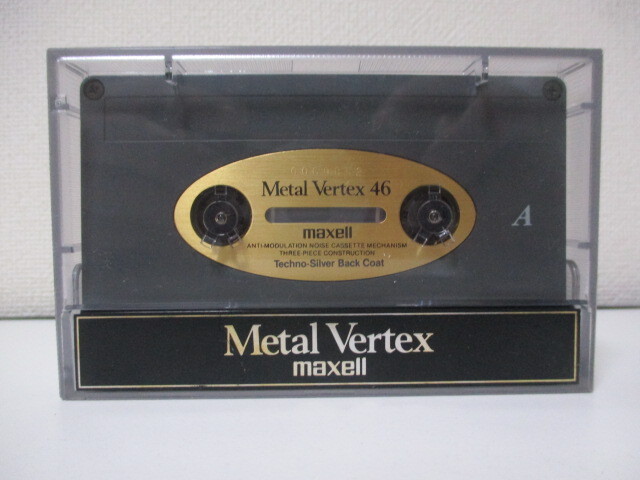 Metal Vertex 46
maxell
ANTI-MODULATION NOISE CASSETTE MECHANISM
THREE-PIECE CONSTRUCTION
Techno-Silver Back Coat
A
Metal Vertex
maxell